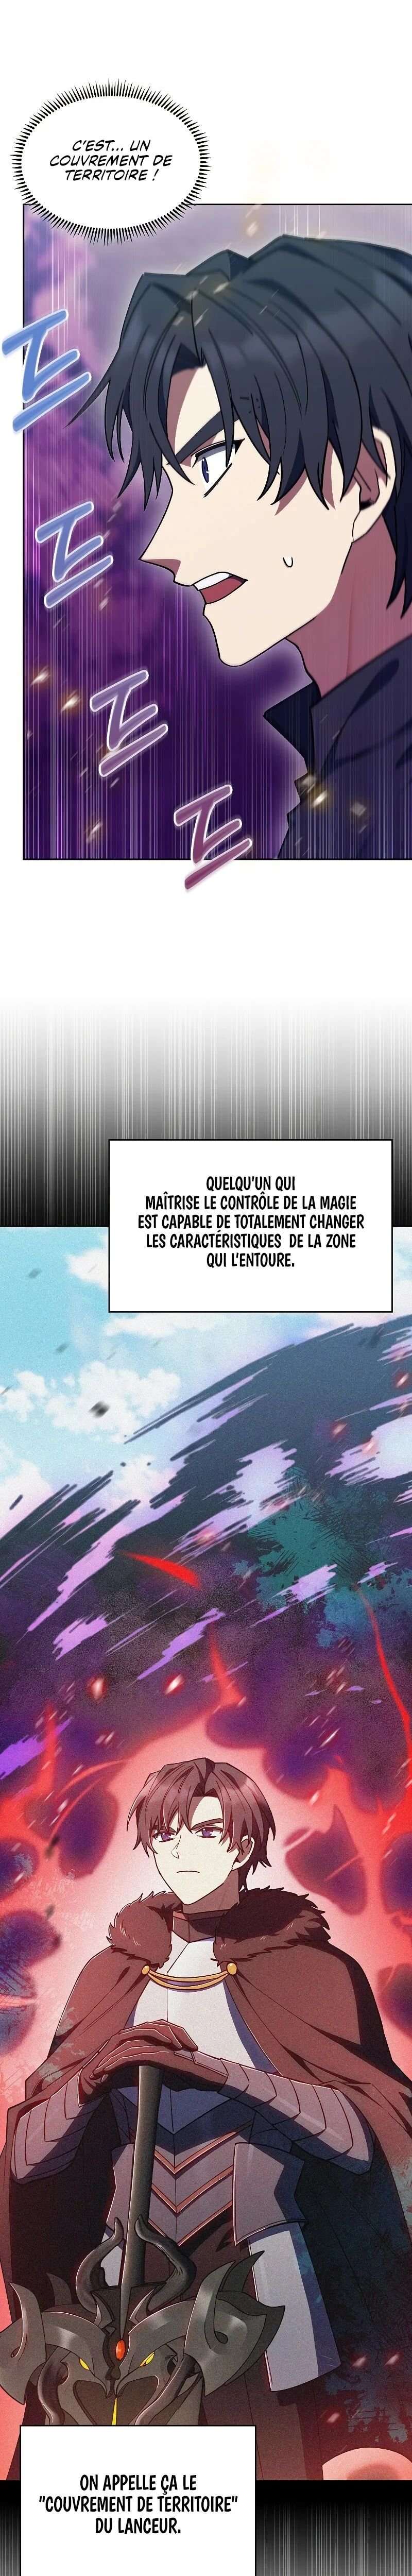 C'EST... UN
COUVREMENT DE
TERRITOIRE !
QUELQU'UN QUI
MAÎTRISE LE CONTRÔLE DE LA MAGIE
EST CAPABLE DE TOTALEMENT CHANGER
LES CARACTÉRISTIQUES DE LA ZONE
QUI L'ENTOURE.
ON APPELLE ÇA LE
"COUVREMENT DE TERRITOIRE"
DU LANCEUR.